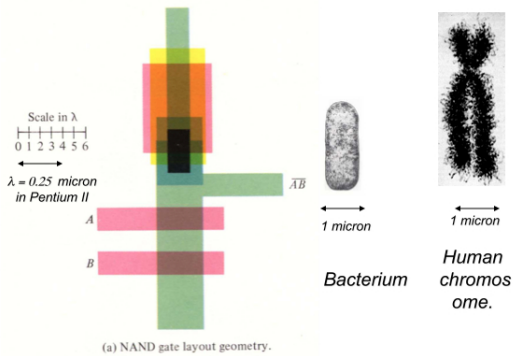 Scale in λ
0 1 2 3 4 5 6
λ = 0.25 micron
in Pentium II
A
B
A̅B̅
(a) NAND gate layout geometry.
1 micron
Bacterium
1 micron
Human
chromos
ome.